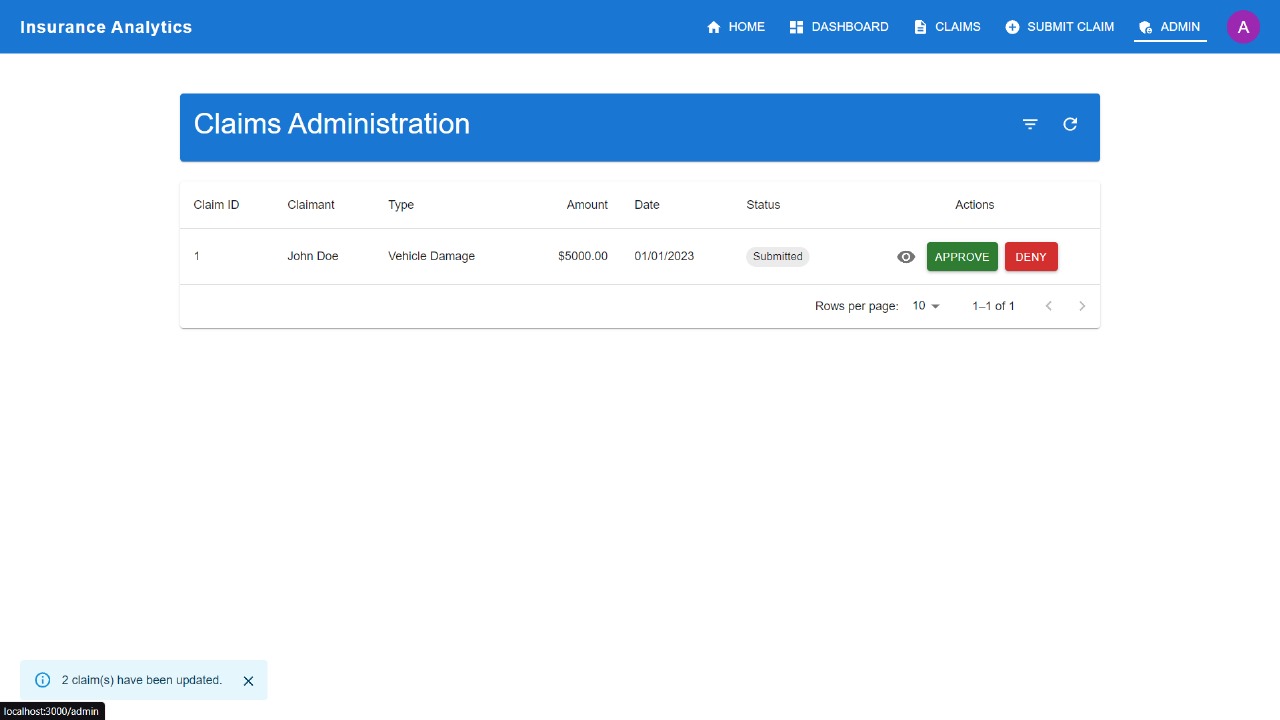 Insurance Analytics HOME DASHBOARD CLAIMS SUBMIT CLAIM ADMIN A
Claims Administration
Claim ID Claimant Type Amount Date Status Actions
1 John Doe Vehicle Damage $5000.00 01/01/2023 Submitted APPROVE DENY
Rows per page: 10 1–1 of 1
2 claim(s) have been updated.
localhost:3000/admin